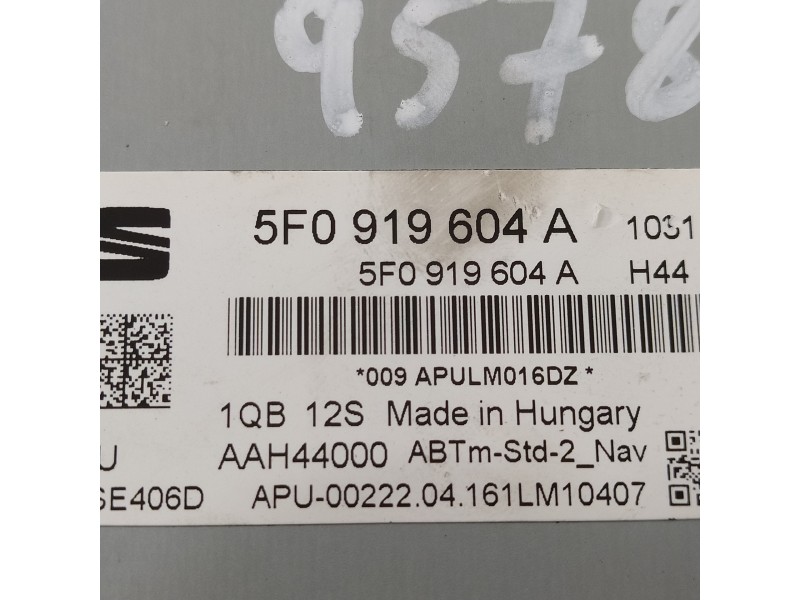 9578
5F0 919 604 A 1031
5F0 919 604 A H44
*009 APULM016DZ*
1QB 12S Made in Hungary
U AAH44000 ABTm-Std-2_Nav
SE406D APU-00222.04.161LM10407